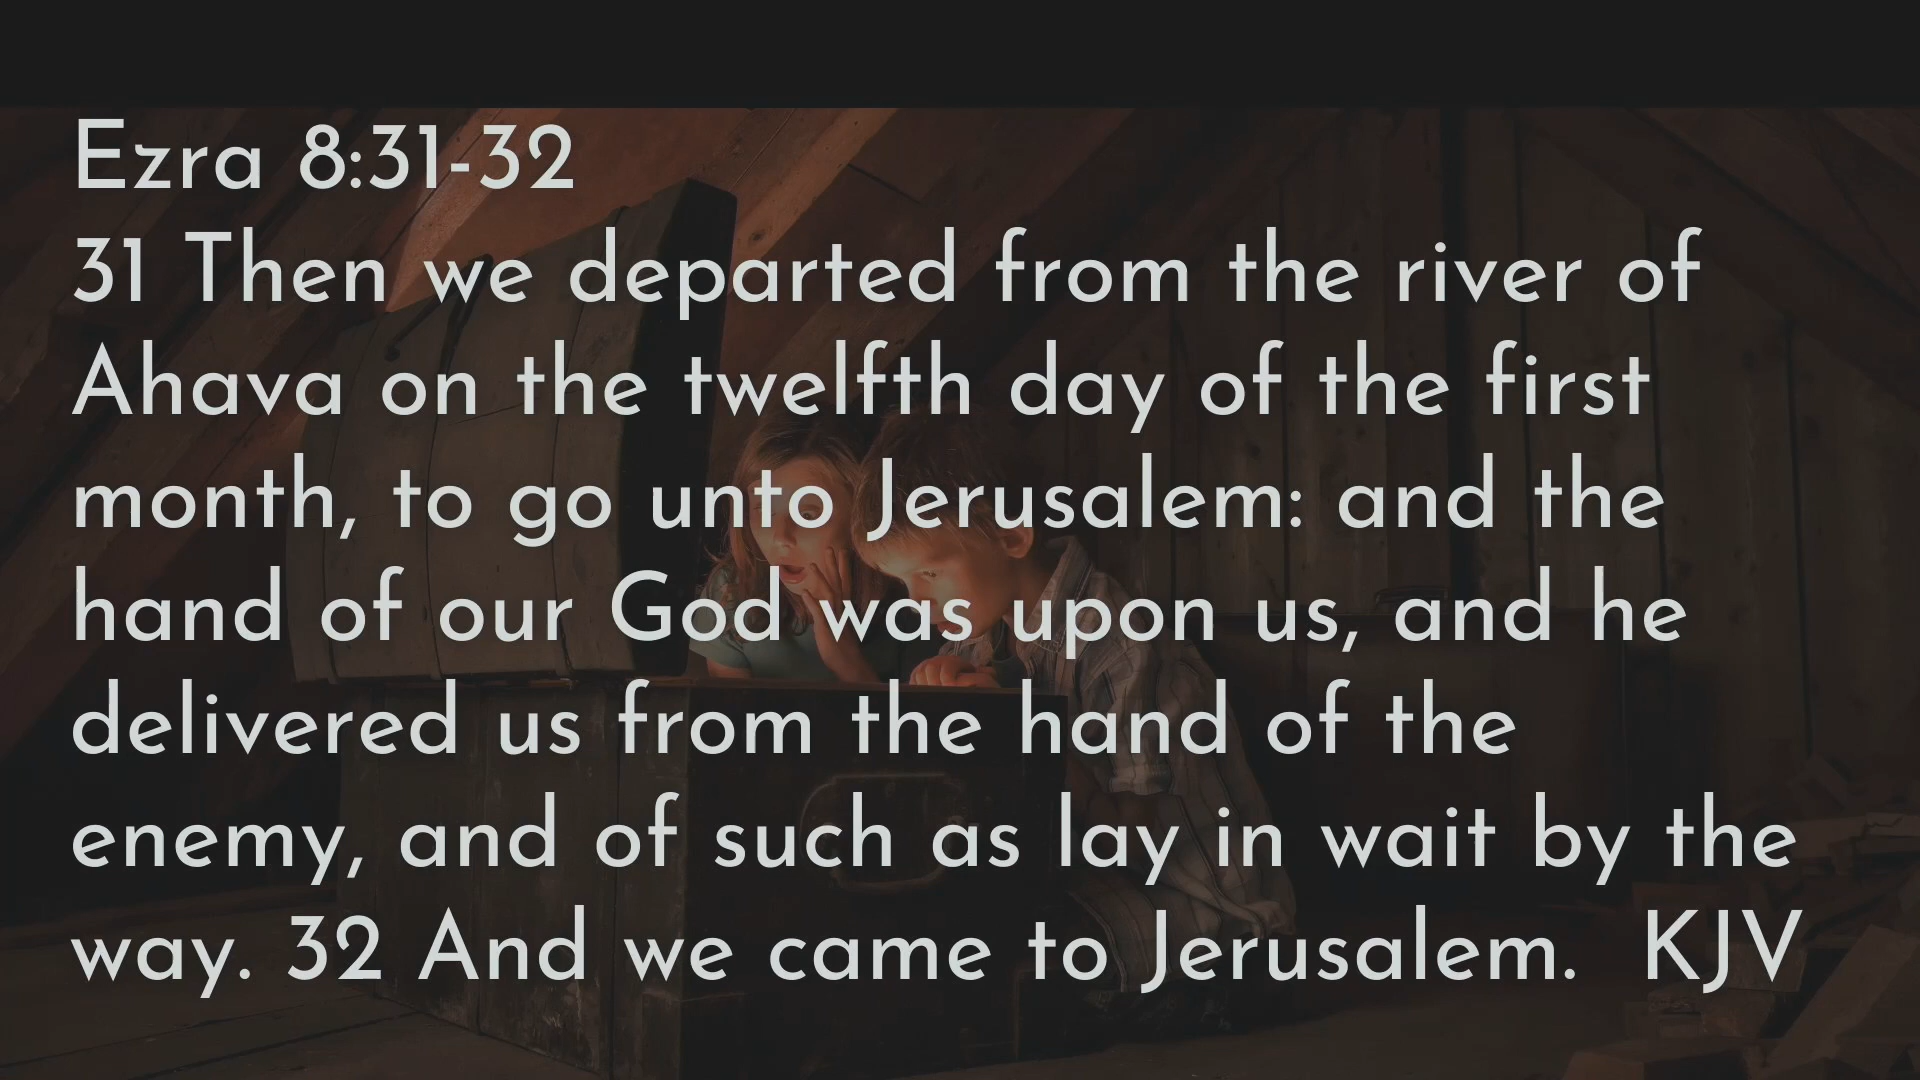 Ezra 8:31-32
31 Then we departed from the river of
Ahava on the twelfth day of the first
month, to go unto Jerusalem: and the
hand of our God was upon us, and he
delivered us from the hand of the
enemy, and of such as lay in wait by the
way. 32 And we came to Jerusalem.  KJV